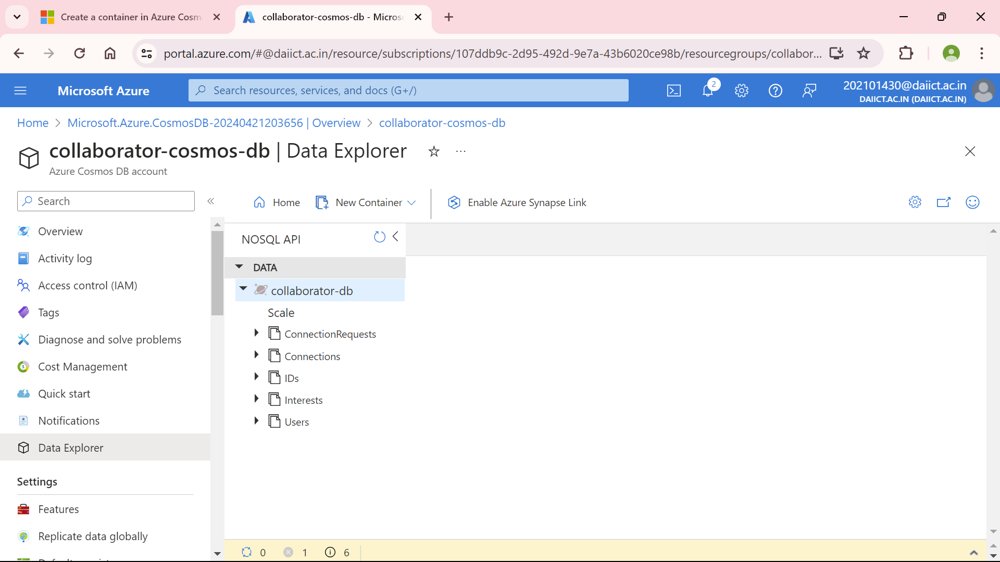 Create a container in Azure Cosm
collaborator-cosmos-db - Micros
portal.azure.com/#@daiict.ac.in/resource/subscriptions/107ddb9c-2d95-492d-9e7a-43b6020ce98b/resourcegroups/collabor...
Microsoft Azure
Search resources, services, and docs (G+/)
2
202101430@daiict.ac.in
DAIICT.AC.IN (DAIICT.AC.IN)
Home > Microsoft.Azure.CosmosDB-20240421203656 | Overview > collaborator-cosmos-db
collaborator-cosmos-db | Data Explorer
Azure Cosmos DB account
Search
Home
New Container
Enable Azure Synapse Link
Overview
Activity log
Access control (IAM)
Tags
Diagnose and solve problems
Cost Management
Quick start
Notifications
Data Explorer
Settings
Features
Replicate data globally
NOSQL API
DATA
collaborator-db
Scale
ConnectionRequests
Connections
IDs
Interests
Users
0 1 6